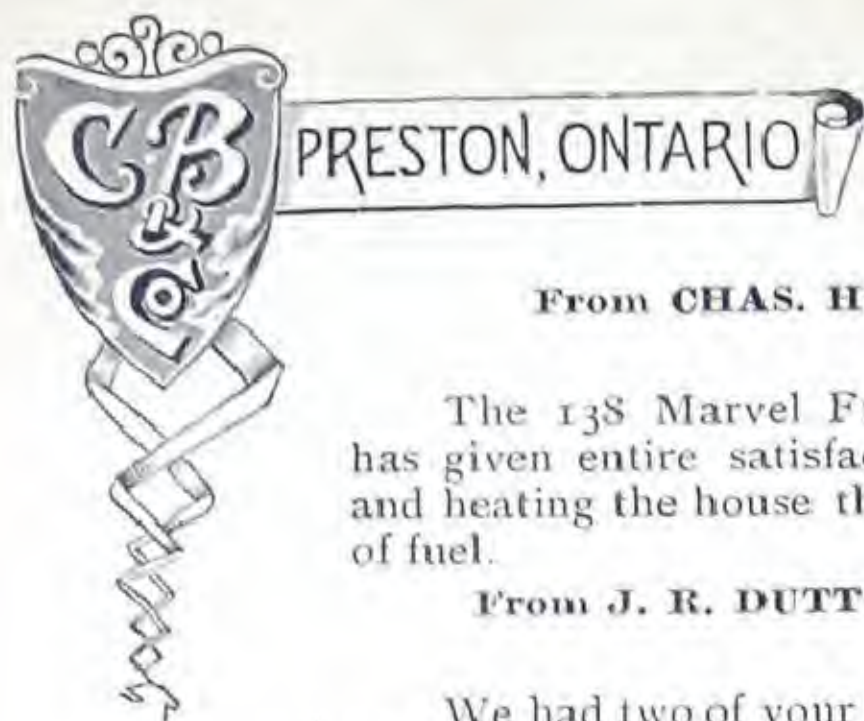 CB
& Co
PRESTON, ONTARIO
From CHAS. H
The 138 Marvel F
has given entire satisfac
and heating the house th
of fuel.
From J. R. DUTT
We had two of your